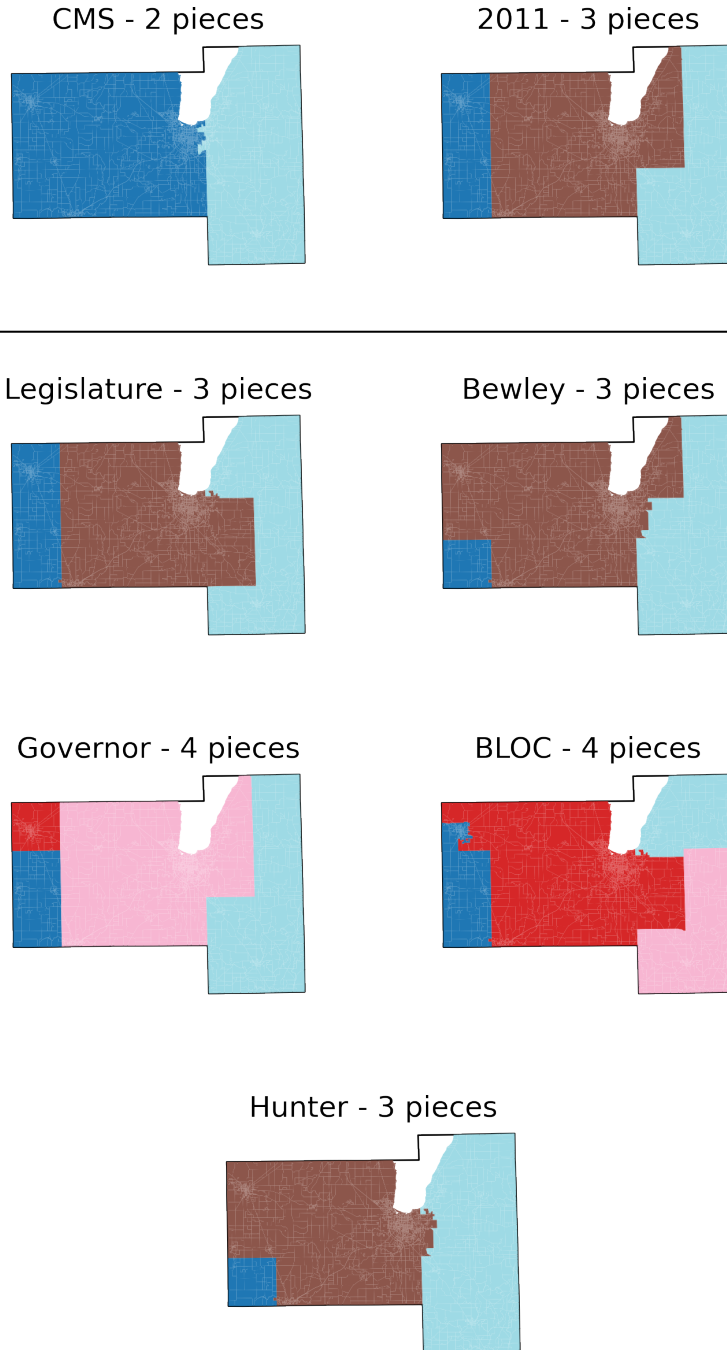 CMS - 2 pieces
2011 - 3 pieces
Legislature - 3 pieces
Bewley - 3 pieces
Governor - 4 pieces
BLOC - 4 pieces
Hunter - 3 pieces